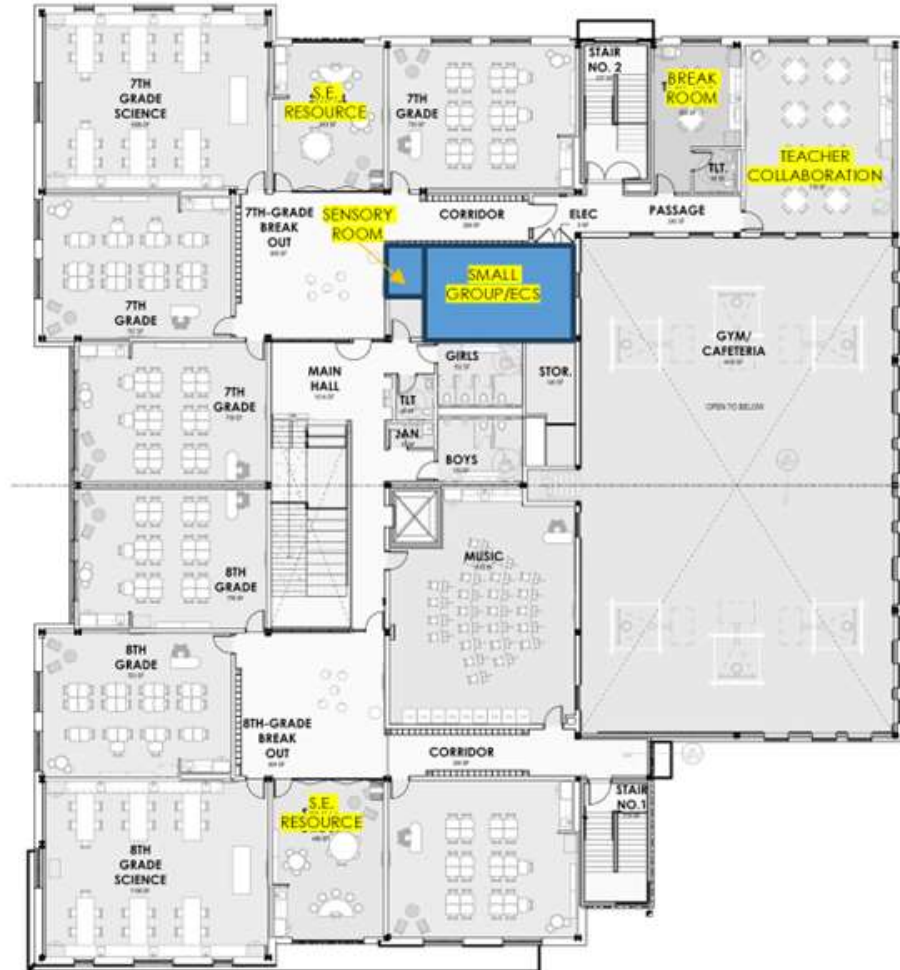 7TH
GRADE
SCIENCE
S.E.
RESOURCE
7TH
GRADE
STAIR
NO. 2
BREAK
ROOM
TLT.
TEACHER
COLLABORATION
7TH-GRADE
BREAK
OUT
SENSORY
ROOM
CORRIDOR
ELEC
PASSAGE
7TH
GRADE
SMALL
GROUP/ECS
GYM/
CAFETERIA
OPEN TO BELOW
7TH
GRADE
MAIN
HALL
GIRLS
STOR.
TLT
JAN.
BOYS
8TH
GRADE
MUSIC
8TH
GRADE
8TH-GRADE
BREAK
OUT
CORRIDOR
8TH
GRADE
SCIENCE
S.E.
RESOURCE
STAIR
NO.1